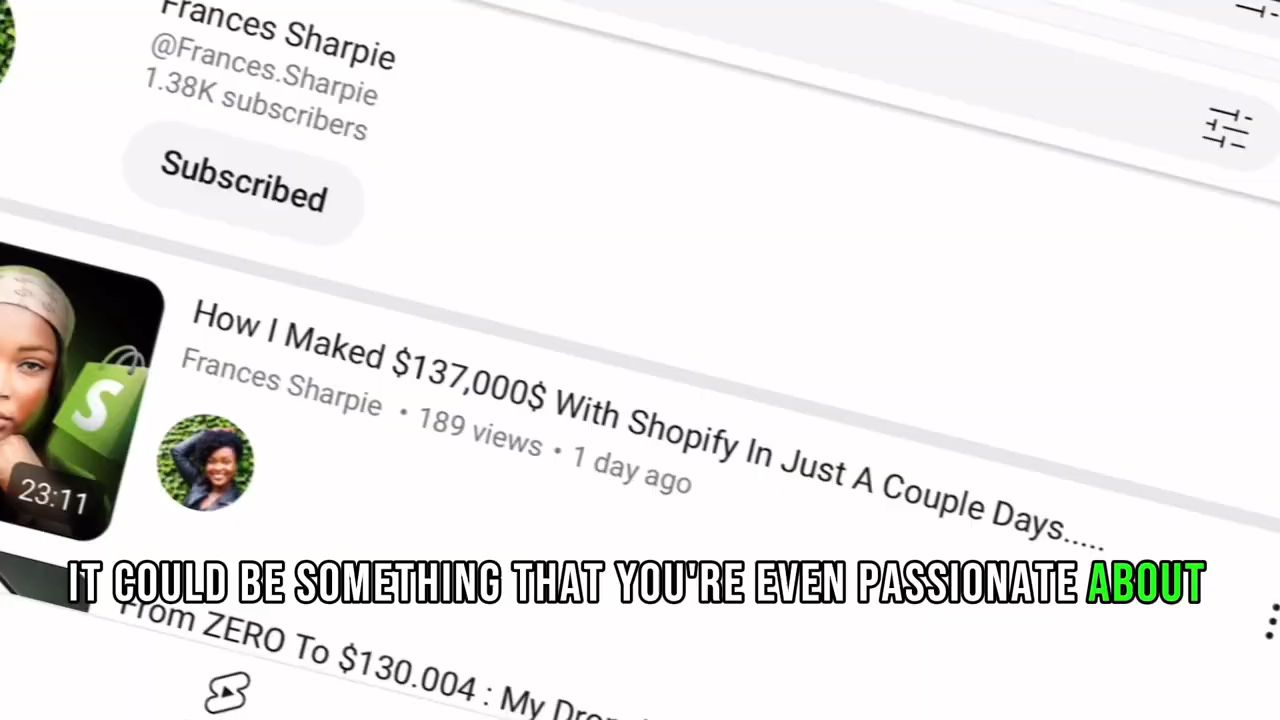 Frances Sharpie
@Frances.Sharpie
1.38K subscribers
Subscribed
S
23:11
How I Maked $137,000$ With Shopify In Just A Couple Days.....
Frances Sharpie • 189 views • 1 day ago
IT COULD BE SOMETHING THAT YOU'RE EVEN PASSIONATE ABOUT
From ZERO To $130.004 : My